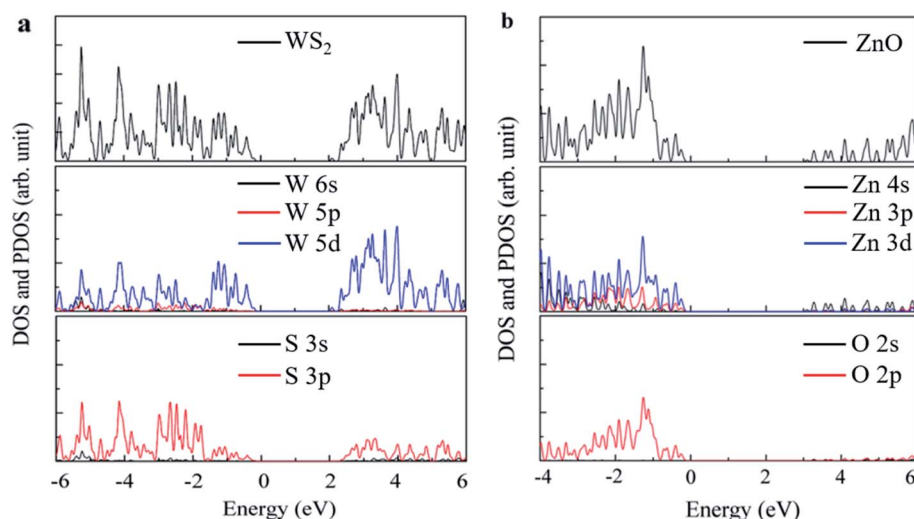 a
WS₂
W 6s
W 5p
W 5d
S 3s
S 3p
DOS and PDOS (arb. unit)
-6 -4 -2 0 2 4 6
Energy (eV)
b
ZnO
Zn 4s
Zn 3p
Zn 3d
O 2s
O 2p
DOS and PDOS (arb. unit)
-4 -2 0 2 4 6
Energy (eV)